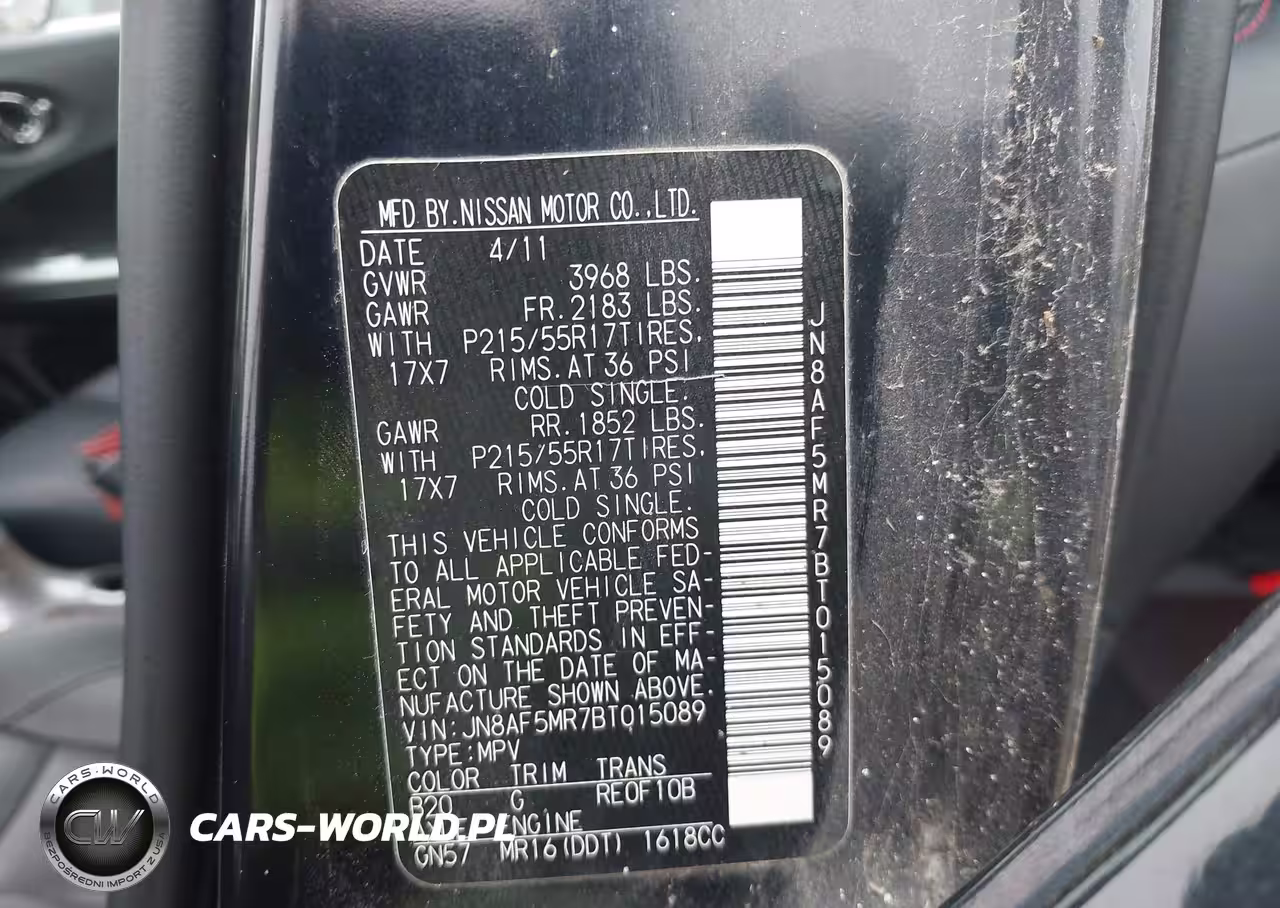 MFD BY.NISSAN MOTOR CO.,LTD.
DATE 4/11
GVWR 3968 LBS.
GAWR FR.2183 LBS.
WITH P215/55R17TIRES.
17X7 RIMS.AT 36 PSI
COLD SINGLE.
GAWR RR.1852 LBS.
WITH P215/55R17TIRES.
17X7 RIMS.AT 36 PSI
COLD SINGLE.
THIS VEHICLE CONFORMS
TO ALL APPLICABLE FED-
ERAL MOTOR VEHICLE SA-
FETY AND THEFT PREVEN-
TION STANDARDS IN EFF-
ECT ON THE DATE OF MA-
NUFACTURE SHOWN ABOVE.
VIN:JN8AF5MR7BT015089
TYPE:MPV
COLOR TRIM TRANS
B20 G RE0F10B
ENGINE
GN57 MR16(DDT) 1618CC
JN8AF5MR7BT015089
CARS-WORLD
CW
BEZPOŚREDNI IMPORT Z USA
CARS-WORLD.PL